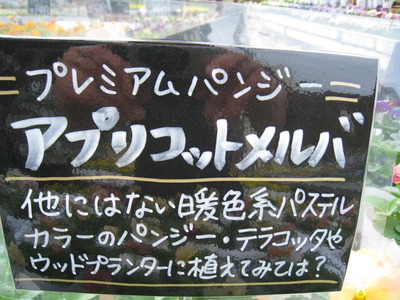 プレミアムパンジー
アプリコットメルバ
他にはない暖色系パステル
カラーのパンジー・テラコッタや
ウッドプランターに植えてみては?